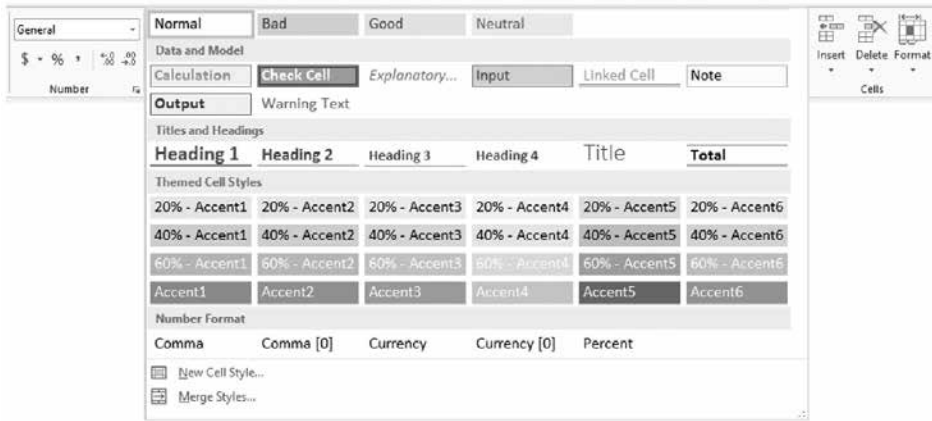 Normal Bad Good Neutral
General
Data and Model
$ % , .00 .0
Insert Delete Format
Calculation Check Cell Explanatory... Input Linked Cell Note
Number
Cells
Output Warning Text
Titles and Headings
Heading 1 Heading 2 Heading 3 Heading 4 Title Total
Themed Cell Styles
20% - Accent1 20% - Accent2 20% - Accent3 20% - Accent4 20% - Accent5 20% - Accent6
40% - Accent1 40% - Accent2 40% - Accent3 40% - Accent4 40% - Accent5 40% - Accent6
60% - Accent1 60% - Accent2 60% - Accent3 60% - Accent4 60% - Accent5 60% - Accent6
Accent1 Accent2 Accent3 Accent4 Accent5 Accent6
Number Format
Comma Comma [0] Currency Currency [0] Percent
New Cell Style...
Merge Styles...